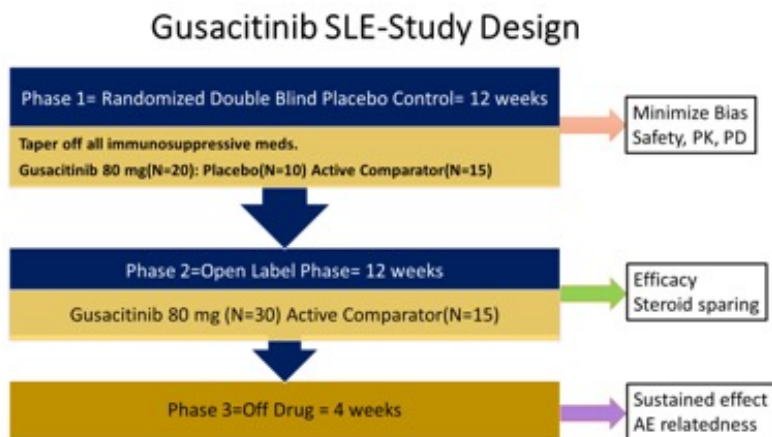 Gusacitinib SLE-Study Design
Phase 1= Randomized Double Blind Placebo Control= 12 weeks
Taper off all immunosuppressive meds.
Gusacitinib 80 mg(N=20): Placebo(N=10) Active Comparator(N=15)
Minimize Bias
Safety, PK, PD
Phase 2=Open Label Phase= 12 weeks
Gusacitinib 80 mg (N=30) Active Comparator(N=15)
Efficacy
Steroid sparing
Phase 3=Off Drug = 4 weeks
Sustained effect
AE relatedness